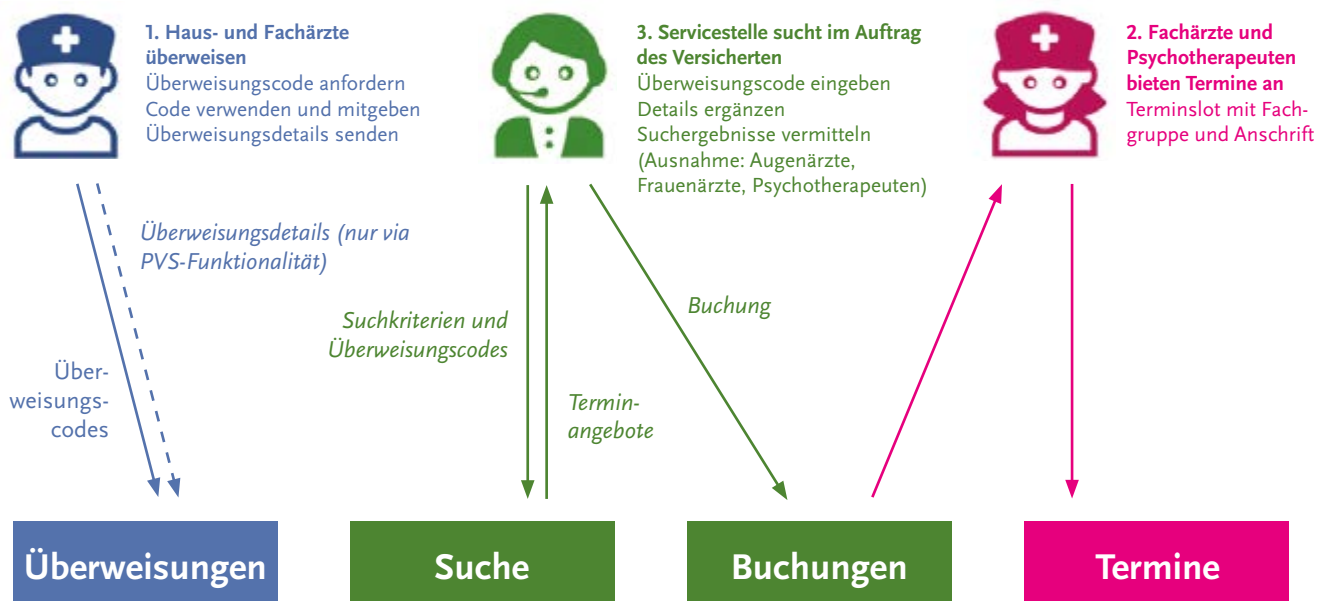 1. Haus- und Fachärzte
überweisen
Überweisungscode anfordern
Code verwenden und mitgeben
Überweisungsdetails senden
3. Servicestelle sucht im Auftrag
des Versicherten
Überweisungscode eingeben
Details ergänzen
Suchergebnisse vermitteln
(Ausnahme: Augenärzte,
Frauenärzte, Psychotherapeuten)
2. Fachärzte und
Psychotherapeuten
bieten Termine an
Terminslot mit Fach-
gruppe und Anschrift
Überweisungsdetails (nur via
PVS-Funktionalität)
Über-
weisungs-
codes
Suchkriterien und
Überweisungscodes
Termin-
angebote
Buchung
Überweisungen
Suche
Buchungen
Termine